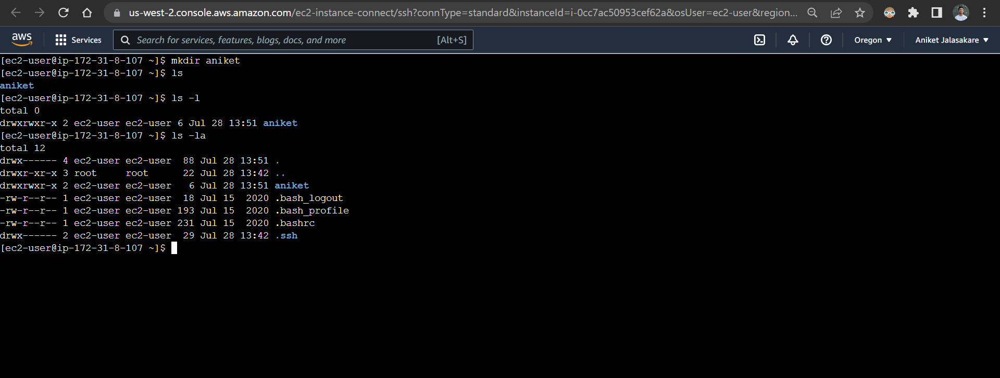 us-west-2.console.aws.amazon.com/ec2-instance-connect/ssh?connType=standard&instanceId=i-0cc7ac50953cef62a&osUser=ec2-user&region...
aws Services Search for services, features, blogs, docs, and more [Alt+S] Oregon Aniket Jalasakare
[ec2-user@ip-172-31-8-107 ~]$ mkdir aniket
[ec2-user@ip-172-31-8-107 ~]$ ls
aniket
[ec2-user@ip-172-31-8-107 ~]$ ls -l
total 0
drwxrwxr-x 2 ec2-user ec2-user 6 Jul 28 13:51 aniket
[ec2-user@ip-172-31-8-107 ~]$ ls -la
total 12
drwx------ 4 ec2-user ec2-user  88 Jul 28 13:51 .
drwxr-xr-x 3 root     root      22 Jul 28 13:42 ..
drwxrwxr-x 2 ec2-user ec2-user   6 Jul 28 13:51 aniket
-rw-r--r-- 1 ec2-user ec2-user  18 Jul 15  2020 .bash_logout
-rw-r--r-- 1 ec2-user ec2-user 193 Jul 15  2020 .bash_profile
-rw-r--r-- 1 ec2-user ec2-user 231 Jul 15  2020 .bashrc
drwx------ 2 ec2-user ec2-user  29 Jul 28 13:42 .ssh
[ec2-user@ip-172-31-8-107 ~]$